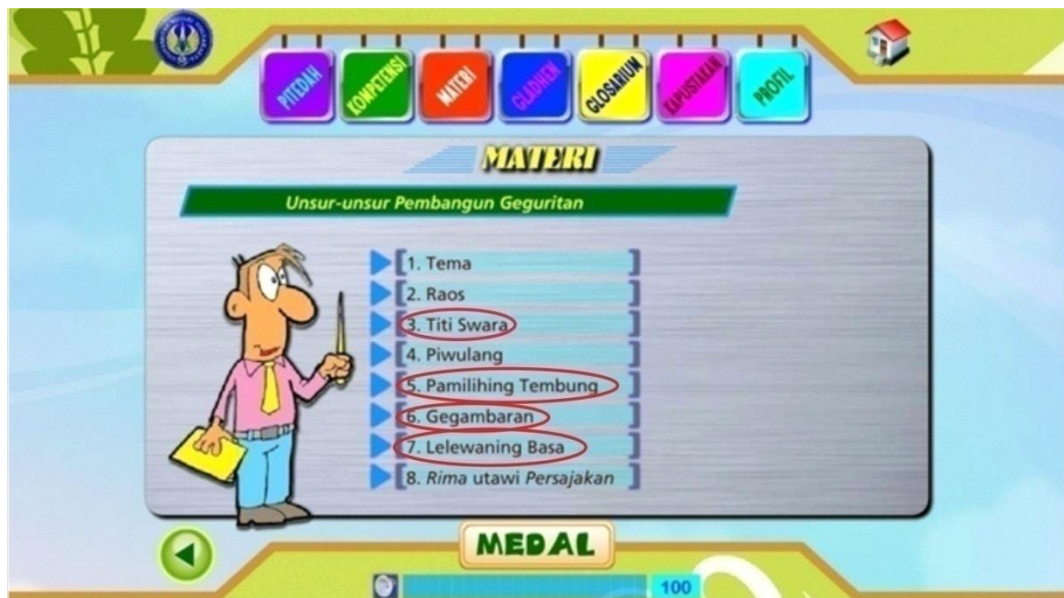 PITEDAH
KOMPETENSI
MATERI
GLADHEN
GLOSARIUM
KAPUSTAKAN
PROFIL
MATERI
Unsur-unsur Pembangun Geguritan
1. Tema
2. Raos
3. Titi Swara
4. Piwulang
5. Pamilihing Tembung
6. Gegambaran
7. Lelewaning Basa
8. Rima utawi Persajakan
MEDAL
100